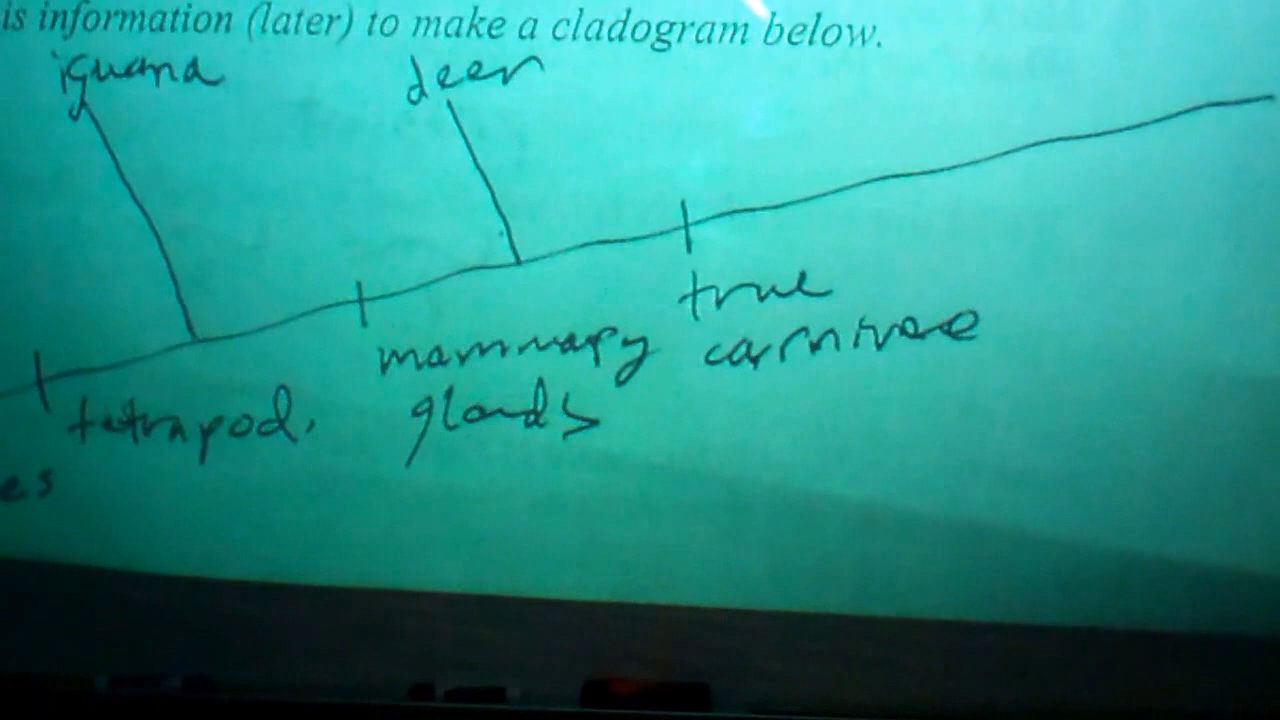 is information (later) to make a cladogram below.
iguana
deer
true
mammary carnivore
tetrapod. glands
es